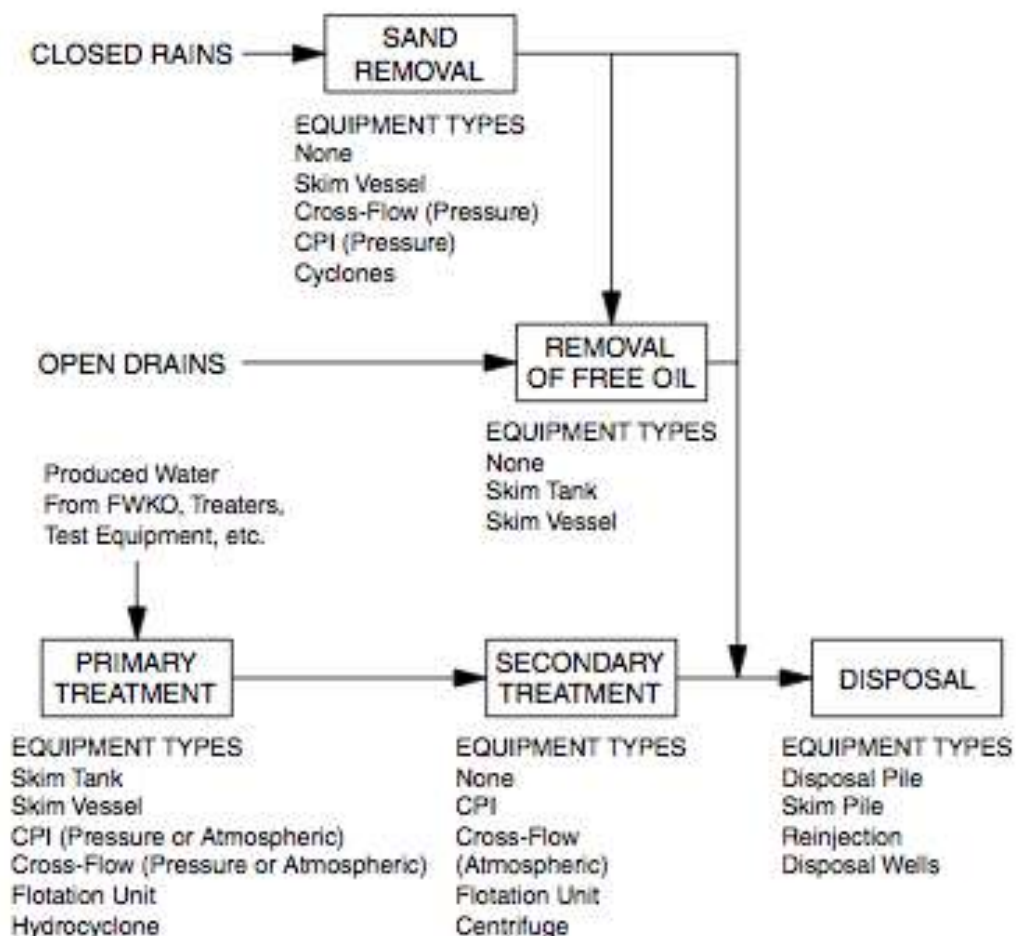 CLOSED RAINS
SAND
REMOVAL
EQUIPMENT TYPES
None
Skim Vessel
Cross-Flow (Pressure)
CPI (Pressure)
Cyclones
OPEN DRAINS
REMOVAL
OF FREE OIL
EQUIPMENT TYPES
None
Skim Tank
Skim Vessel
Produced Water
From FWKO, Treaters,
Test Equipment, etc.
PRIMARY
TREATMENT
EQUIPMENT TYPES
Skim Tank
Skim Vessel
CPI (Pressure or Atmospheric)
Cross-Flow (Pressure or Atmospheric)
Flotation Unit
Hydrocyclone
SECONDARY
TREATMENT
EQUIPMENT TYPES
None
CPI
Cross-Flow
(Atmospheric)
Flotation Unit
Centrifuge
DISPOSAL
EQUIPMENT TYPES
Disposal Pile
Skim Pile
Reinjection
Disposal Wells